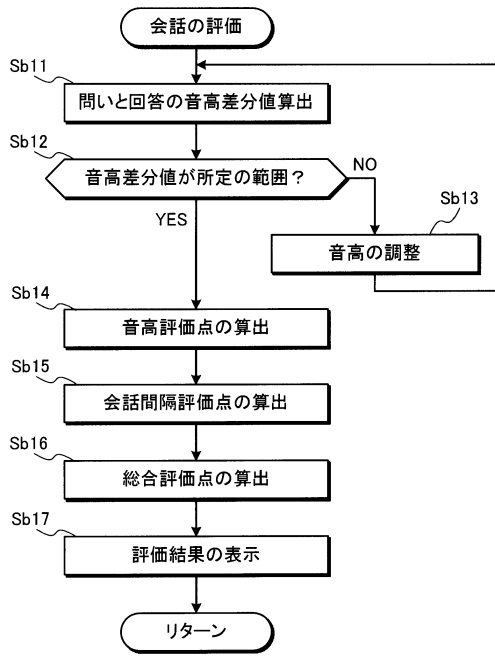 会話の評価
Sb11
問いと回答の音高差分値算出
Sb12
音高差分値が所定の範囲？
NO
YES
Sb13
音高の調整
Sb14
音高評価点の算出
Sb15
会話間隔評価点の算出
Sb16
総合評価点の算出
Sb17
評価結果の表示
リターン